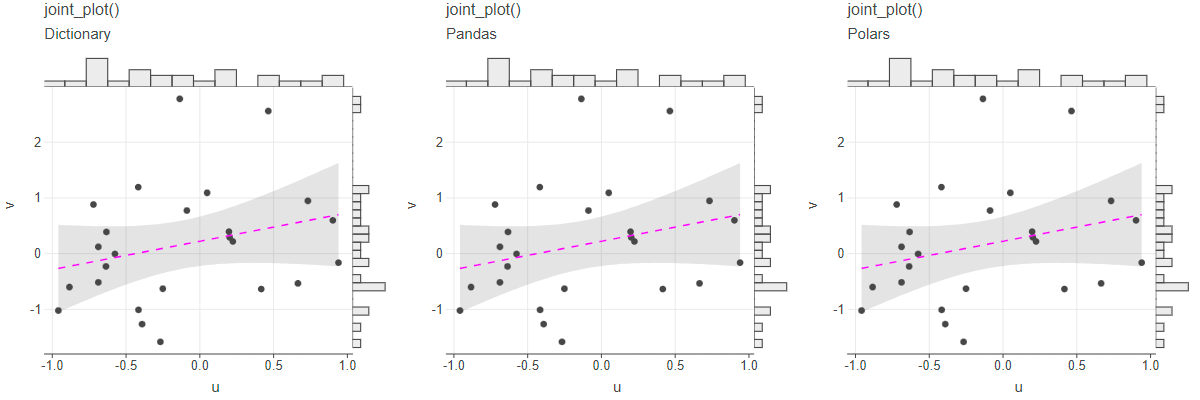 joint_plot() joint_plot() joint_plot()
Dictionary Pandas Polars
2 2 2
1 1 1
v v v
0 0 0
-1 -1 -1
-1.0 -0.5 0.0 0.5 1.0 -1.0 -0.5 0.0 0.5 1.0 -1.0 -0.5 0.0 0.5 1.0
u u u